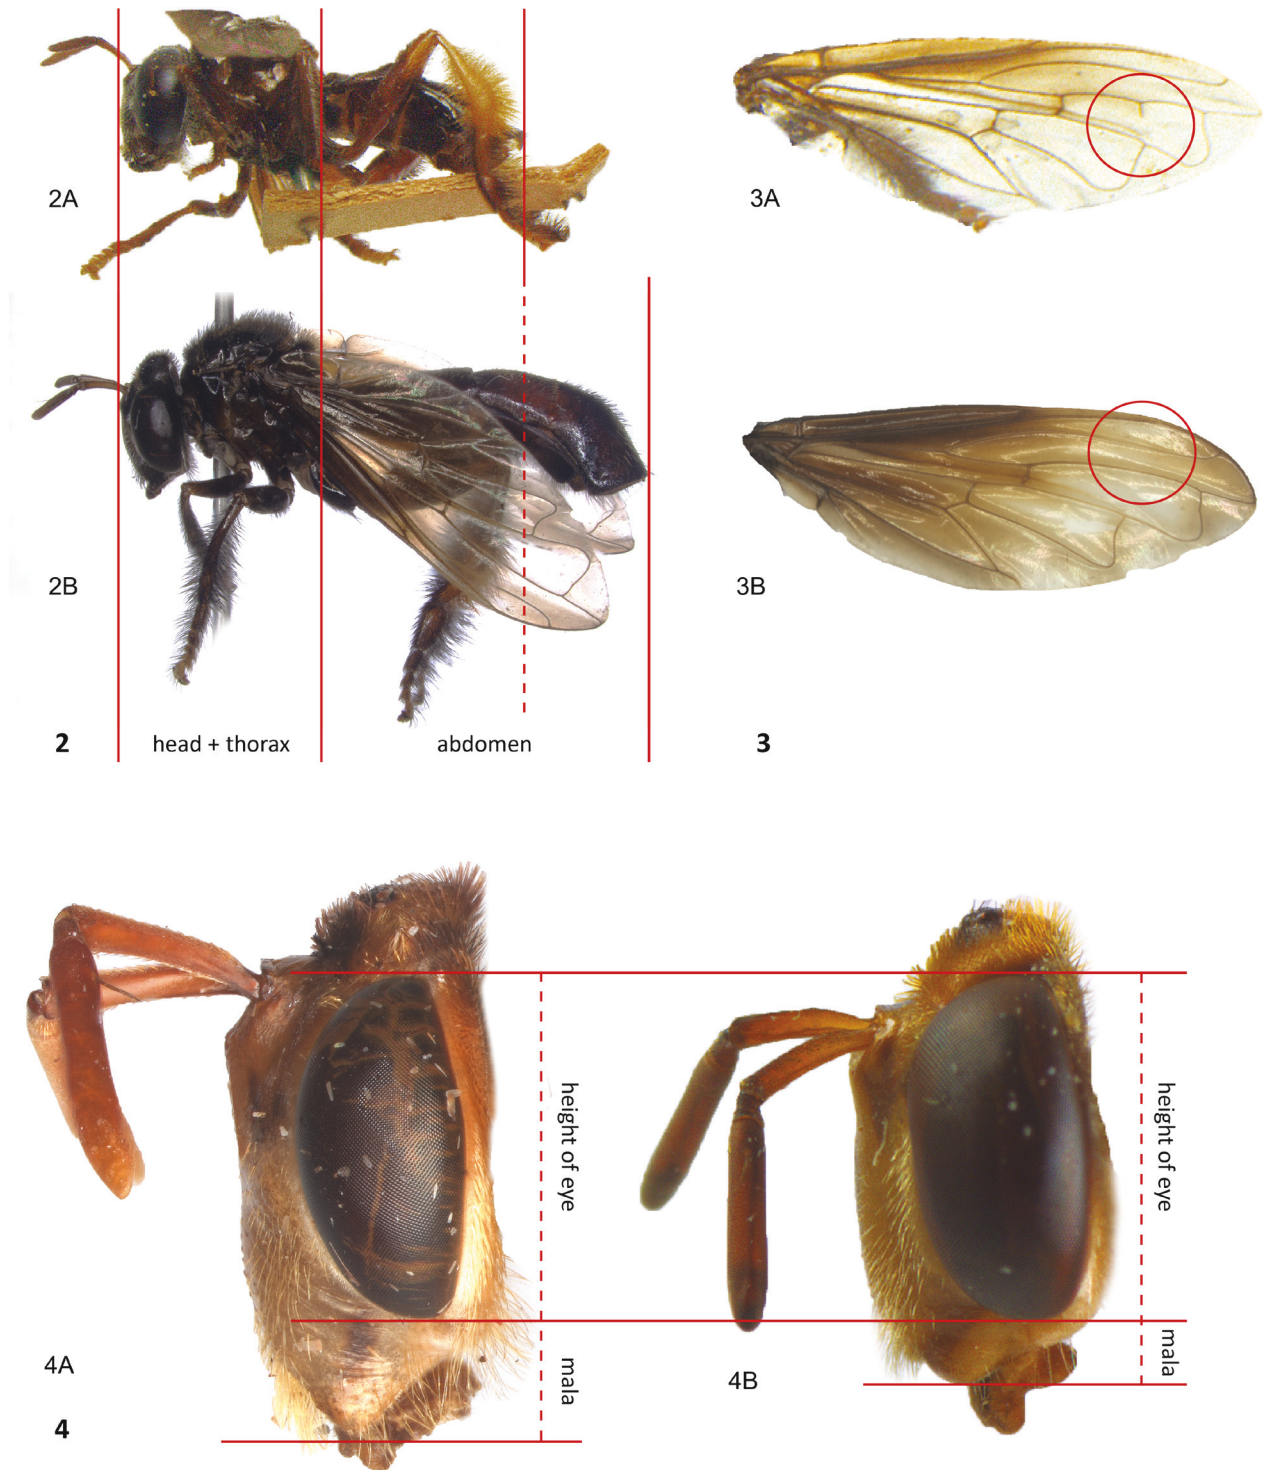 2A
3A
2B
3B
2
head + thorax
abdomen
3
height of eye
height of eye
4A
mala
4B
mala
4